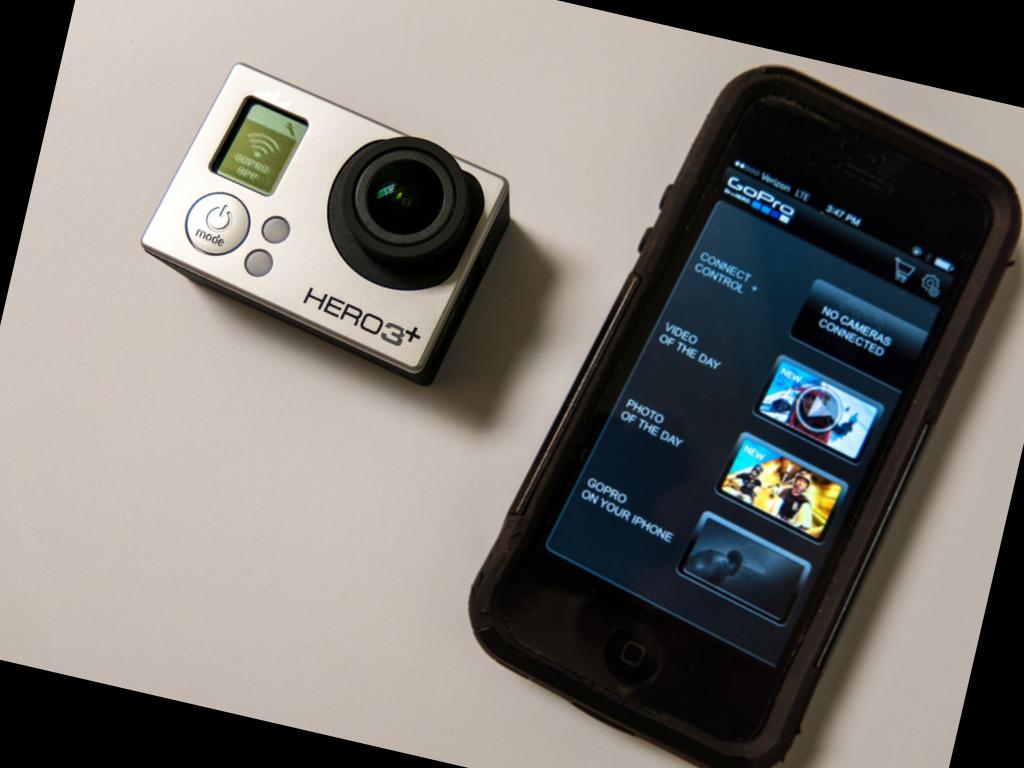 GOPRO
APP
mode
HERO3+
Verizon LTE 3:47 PM
GoPro
CONNECT
CONTROL +
NO CAMERAS
CONNECTED
VIDEO
OF THE DAY
NEW
PHOTO
OF THE DAY
NEW
GOPRO
ON YOUR IPHONE